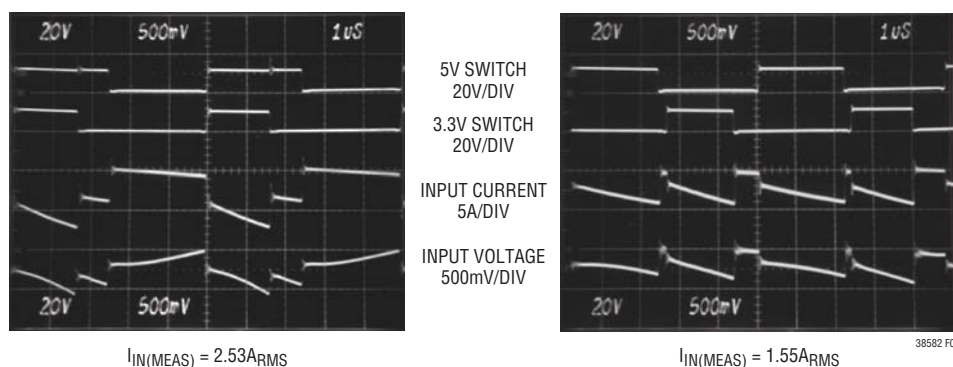 20V 500mV 1uS
20V 500mV
5V SWITCH
20V/DIV
3.3V SWITCH
20V/DIV
INPUT CURRENT
5A/DIV
INPUT VOLTAGE
500mV/DIV
20V 500mV 1uS
20V 500mV
IIN(MEAS) = 2.53ARMS
IIN(MEAS) = 1.55ARMS
38582